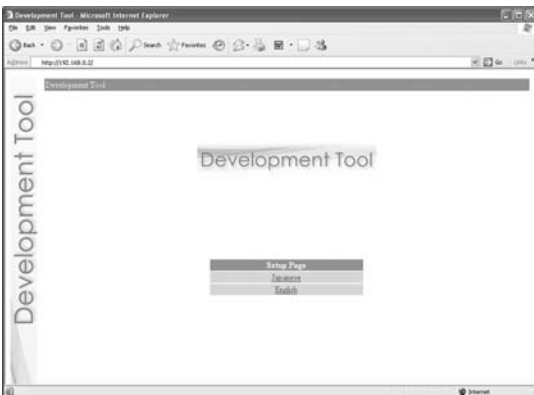 Development Tool - Microsoft Internet Explorer
File Edit View Favorites Tools Help
Back Search Favorites
Address http://192.168.0.2/ Go Links
Development Tool
Development Tool
Development Tool
Setup Page
Japanese
English
Internet